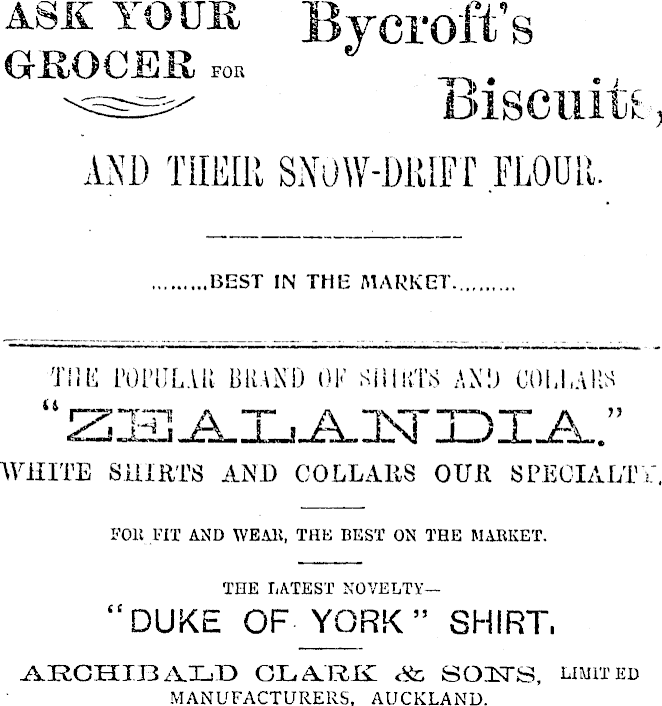 ASK YOUR
GROCER FOR
Bycroft's
Biscuits,
AND THEIR SNOW-DRIFT FLOUR.
.........BEST IN THE MARKET..........
THE POPULAR BRAND OF SHIRTS AND COLLARS
"ZEALANDIA."
WHITE SHIRTS AND COLLARS OUR SPECIALTY.
FOR FIT AND WEAR, THE BEST ON THE MARKET.
THE LATEST NOVELTY—
"DUKE OF YORK" SHIRT.
ARCHIBALD CLARK & SONS, LIMITED
MANUFACTURERS, AUCKLAND.